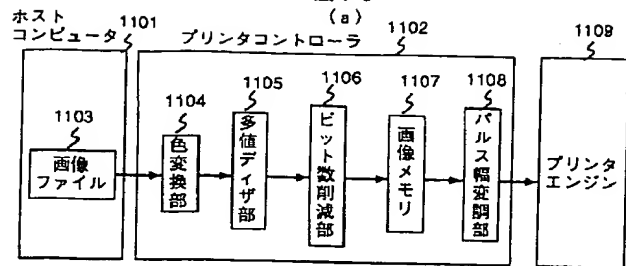 (a)
ホスト
コンピュータ
1101
プリンタコントローラ
1102
1109
1103
画像
ファイル
1104
色変換部
1105
多値ディザ部
1106
ビット数削減部
1107
画像メモリ
1108
パルス幅変調部
プリンタ
エンジン